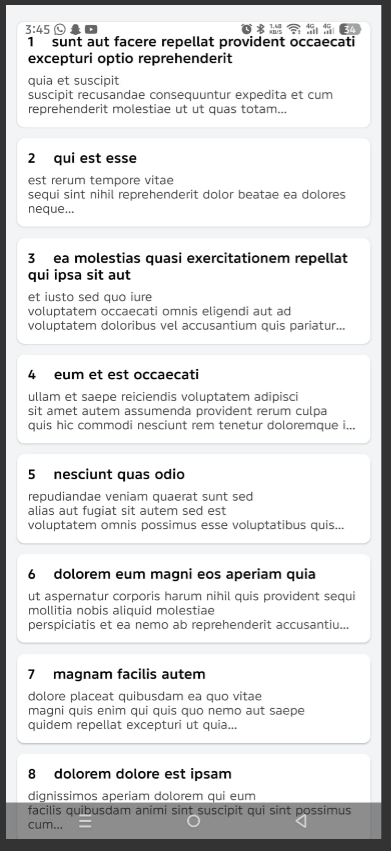 3:45 1.48 KB/S 4G 4G 34
1 sunt aut facere repellat provident occaecati
excepturi optio reprehenderit
quia et suscipit
suscipit recusandae consequuntur expedita et cum
reprehenderit molestiae ut ut quas totam...
2 qui est esse
est rerum tempore vitae
sequi sint nihil reprehenderit dolor beatae ea dolores
neque...
3 ea molestias quasi exercitationem repellat
qui ipsa sit aut
et iusto sed quo iure
voluptatem occaecati omnis eligendi aut ad
voluptatem doloribus vel accusantium quis pariatur...
4 eum et est occaecati
ullam et saepe reiciendis voluptatem adipisci
sit amet autem assumenda provident rerum culpa
quis hic commodi nesciunt rem tenetur doloremque i...
5 nesciunt quas odio
repudiandae veniam quaerat sunt sed
alias aut fugiat sit autem sed est
voluptatem omnis possimus esse voluptatibus quis...
6 dolorem eum magni eos aperiam quia
ut aspernatur corporis harum nihil quis provident sequi
mollitia nobis aliquid molestiae
perspiciatis et ea nemo ab reprehenderit accusantiu...
7 magnam facilis autem
dolore placeat quibusdam ea quo vitae
magni quis enim qui quis quo nemo aut saepe
quidem repellat excepturi ut quia...
8 dolorem dolore est ipsam
dignissimos aperiam dolorem qui eum
facilis quibusdam animi sint suscipit qui sint possimus
cum...